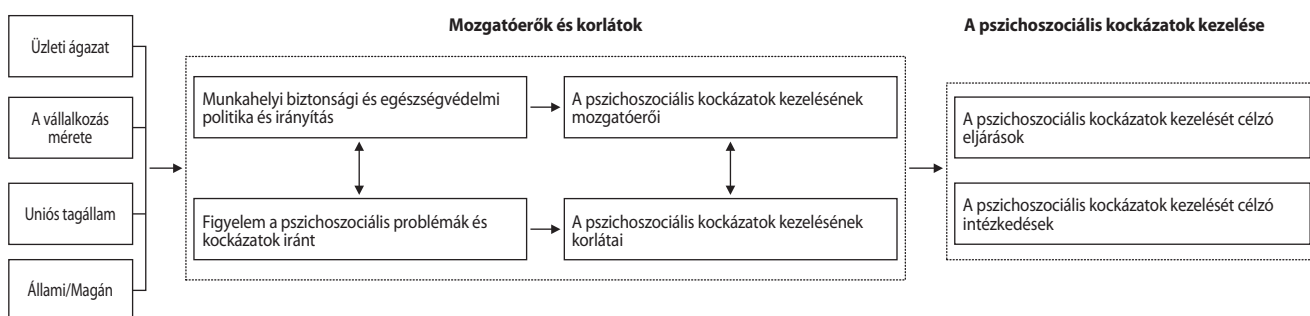 Mozgatóerők és korlátok
A pszichoszociális kockázatok kezelése
Üzleti ágazat
A vállalkozás
mérete
Uniós tagállam
Állami/Magán
Munkahelyi biztonsági és egészségvédelmi
politika és irányítás
A pszichoszociális kockázatok kezelésének
mozgatóerői
Figyelem a pszichoszociális problémák és
kockázatok iránt
A pszichoszociális kockázatok kezelésének
korlátai
A pszichoszociális kockázatok kezelését célzó
eljárások
A pszichoszociális kockázatok kezelését célzó
intézkedések